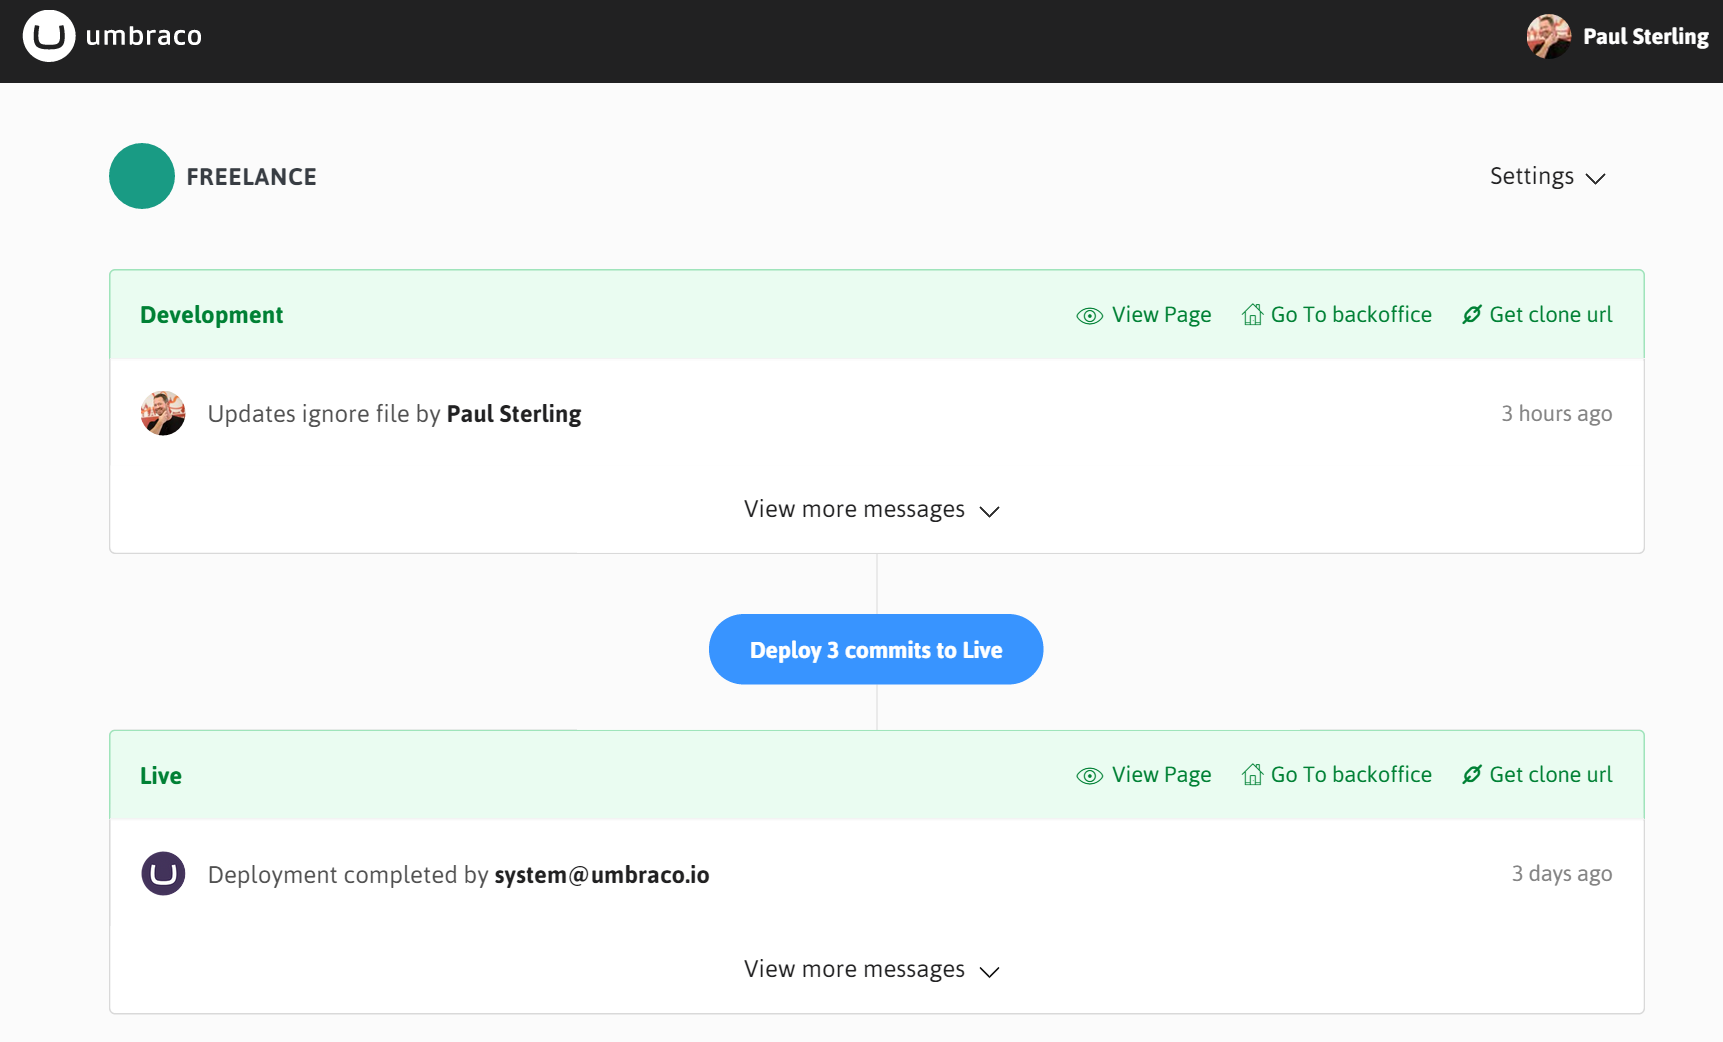 umbraco
Paul Sterling
FREELANCE
Settings
Development
View Page
Go To backoffice
Get clone url
Updates ignore file by Paul Sterling
3 hours ago
View more messages
Deploy 3 commits to Live
Live
View Page
Go To backoffice
Get clone url
Deployment completed by system@umbraco.io
3 days ago
View more messages